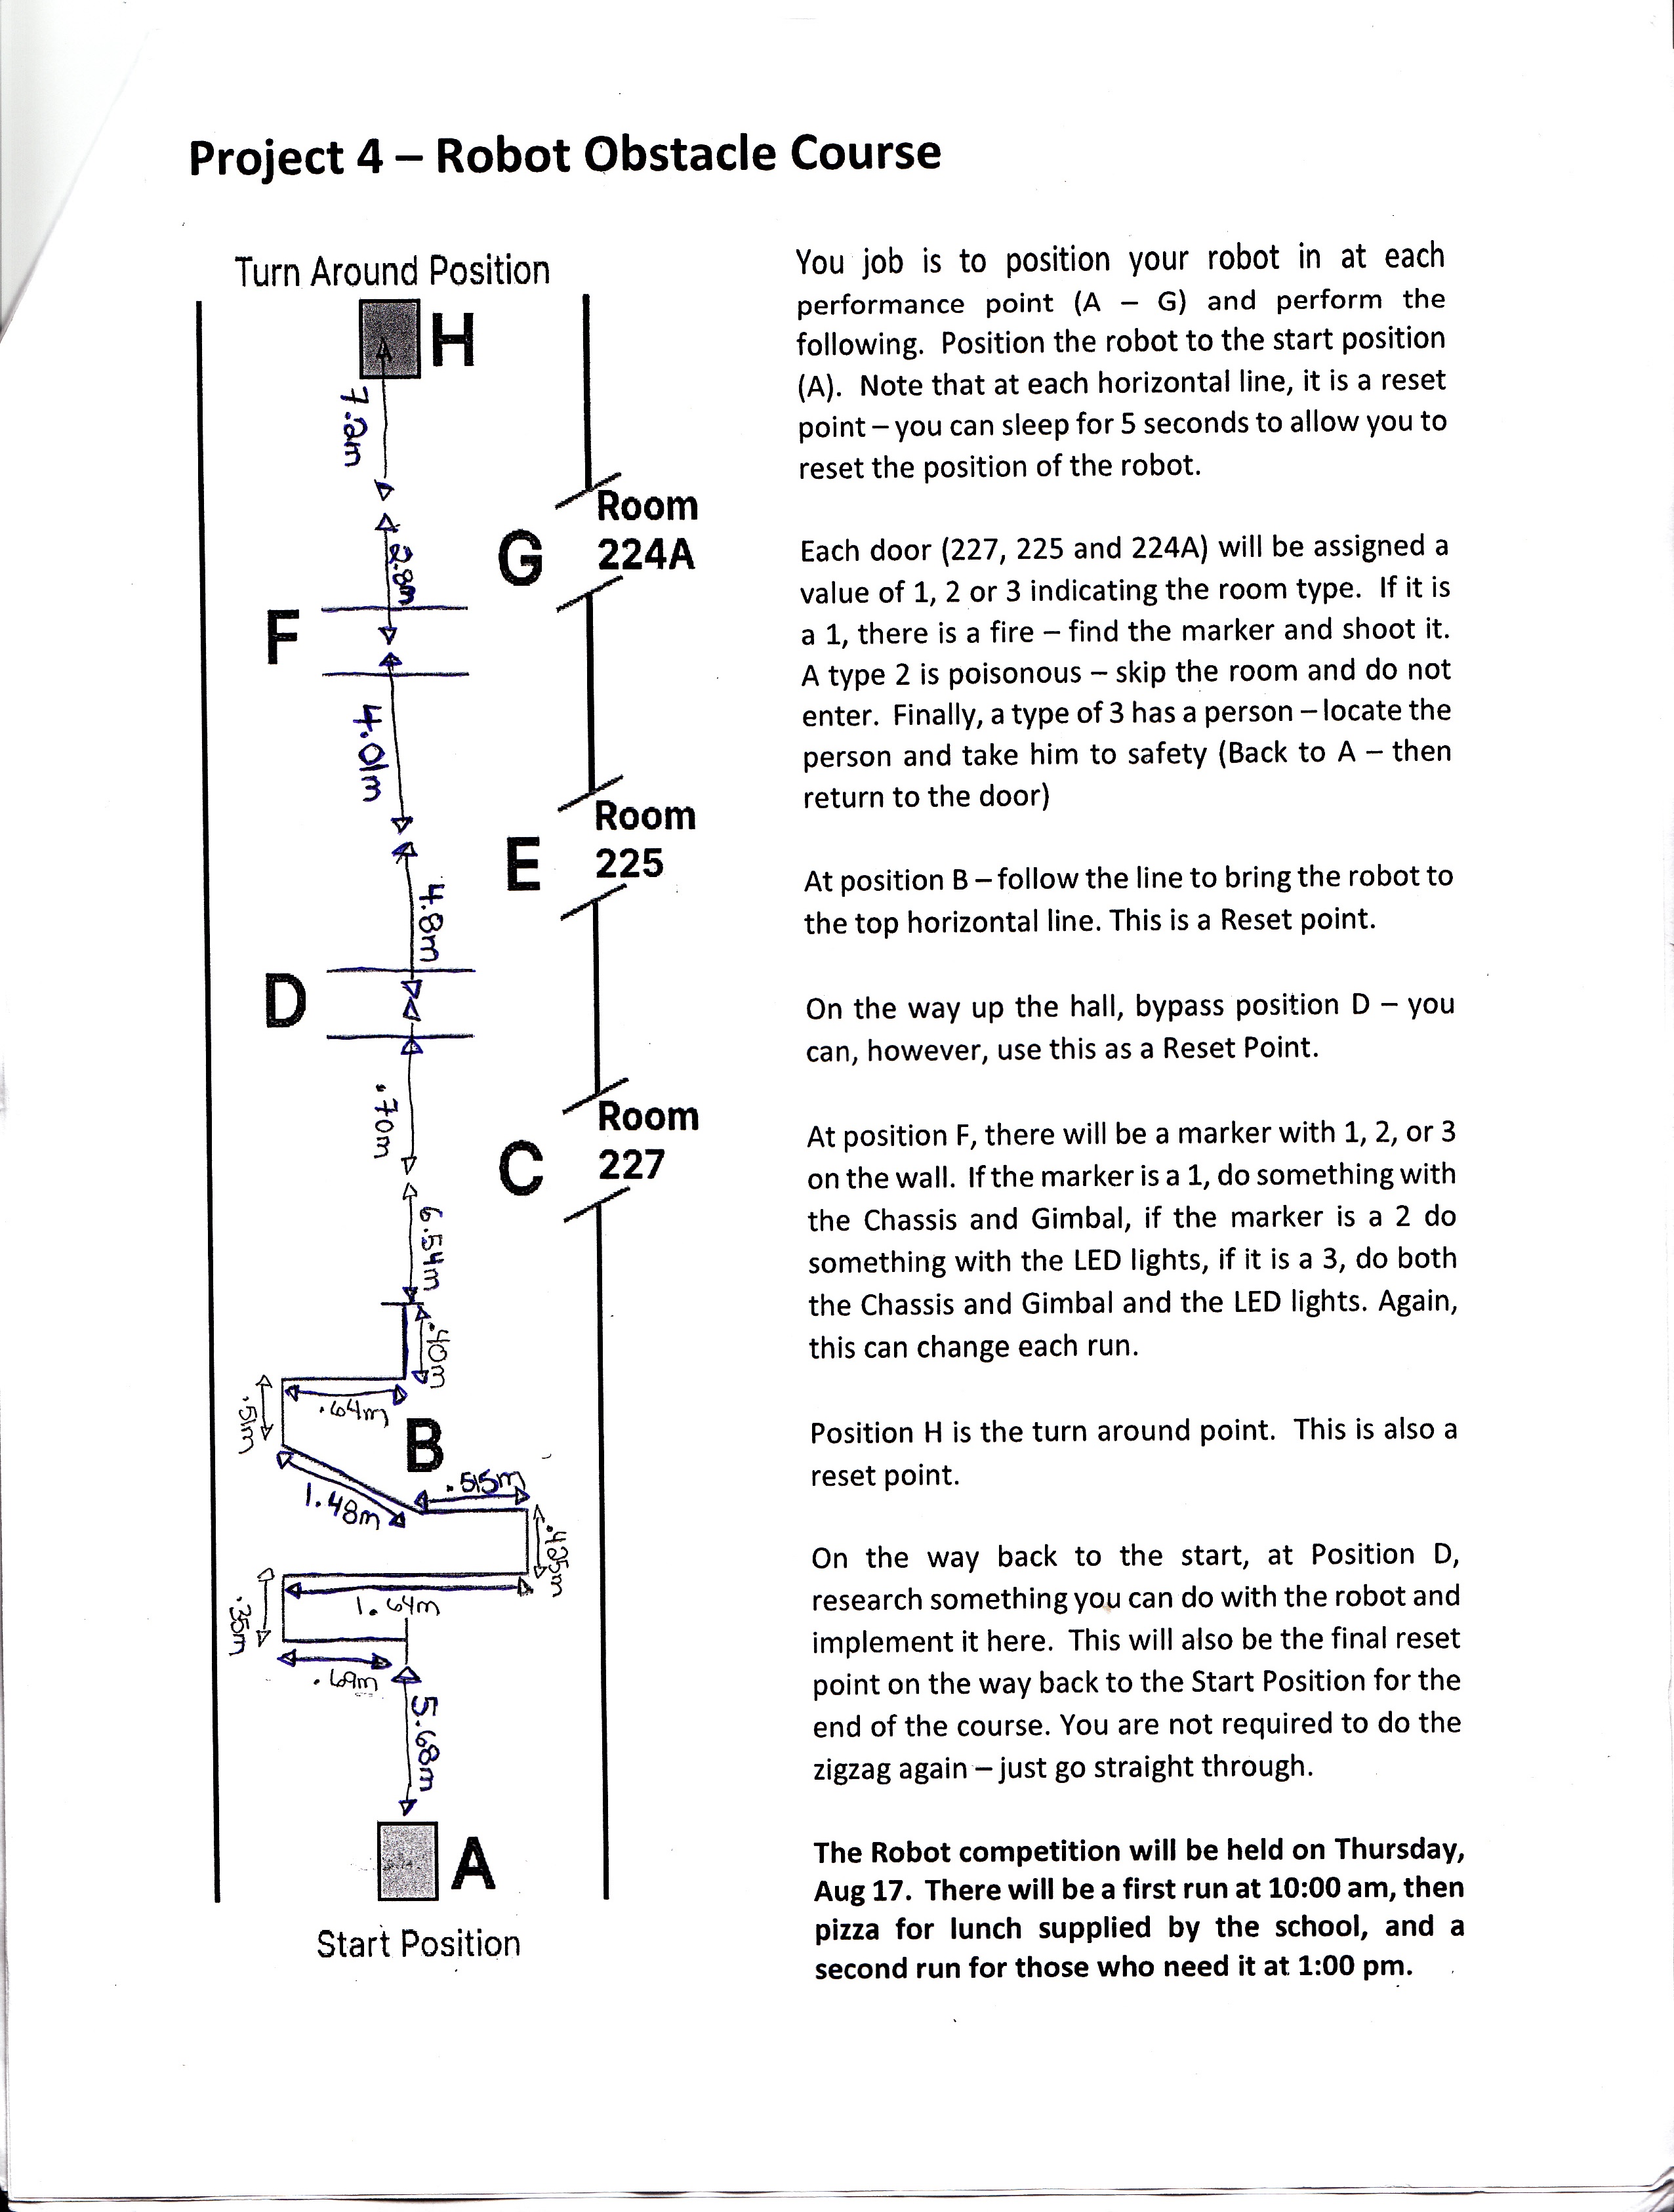 Project 4 – Robot Obstacle Course
Turn Around Position
H
7.2m
Room
G 224A
2.8m
F
4.01m
Room
E 225
4.8m
D
.70m
Room
C 227
6.54m
.40m
.64m
.51m
B
.515m
1.48m
.425m
1.64m
.35m
.69m
5.68m
A
Start Position
You job is to position your robot in at each
performance point (A – G) and perform the
following. Position the robot to the start position
(A). Note that at each horizontal line, it is a reset
point – you can sleep for 5 seconds to allow you to
reset the position of the robot.
Each door (227, 225 and 224A) will be assigned a
value of 1, 2 or 3 indicating the room type. If it is
a 1, there is a fire – find the marker and shoot it.
A type 2 is poisonous – skip the room and do not
enter. Finally, a type of 3 has a person – locate the
person and take him to safety (Back to A – then
return to the door)
At position B – follow the line to bring the robot to
the top horizontal line. This is a Reset point.
On the way up the hall, bypass position D – you
can, however, use this as a Reset Point.
At position F, there will be a marker with 1, 2, or 3
on the wall. If the marker is a 1, do something with
the Chassis and Gimbal, if the marker is a 2 do
something with the LED lights, if it is a 3, do both
the Chassis and Gimbal and the LED lights. Again,
this can change each run.
Position H is the turn around point. This is also a
reset point.
On the way back to the start, at Position D,
research something you can do with the robot and
implement it here. This will also be the final reset
point on the way back to the Start Position for the
end of the course. You are not required to do the
zigzag again – just go straight through.
The Robot competition will be held on Thursday,
Aug 17. There will be a first run at 10:00 am, then
pizza for lunch supplied by the school, and a
second run for those who need it at 1:00 pm.